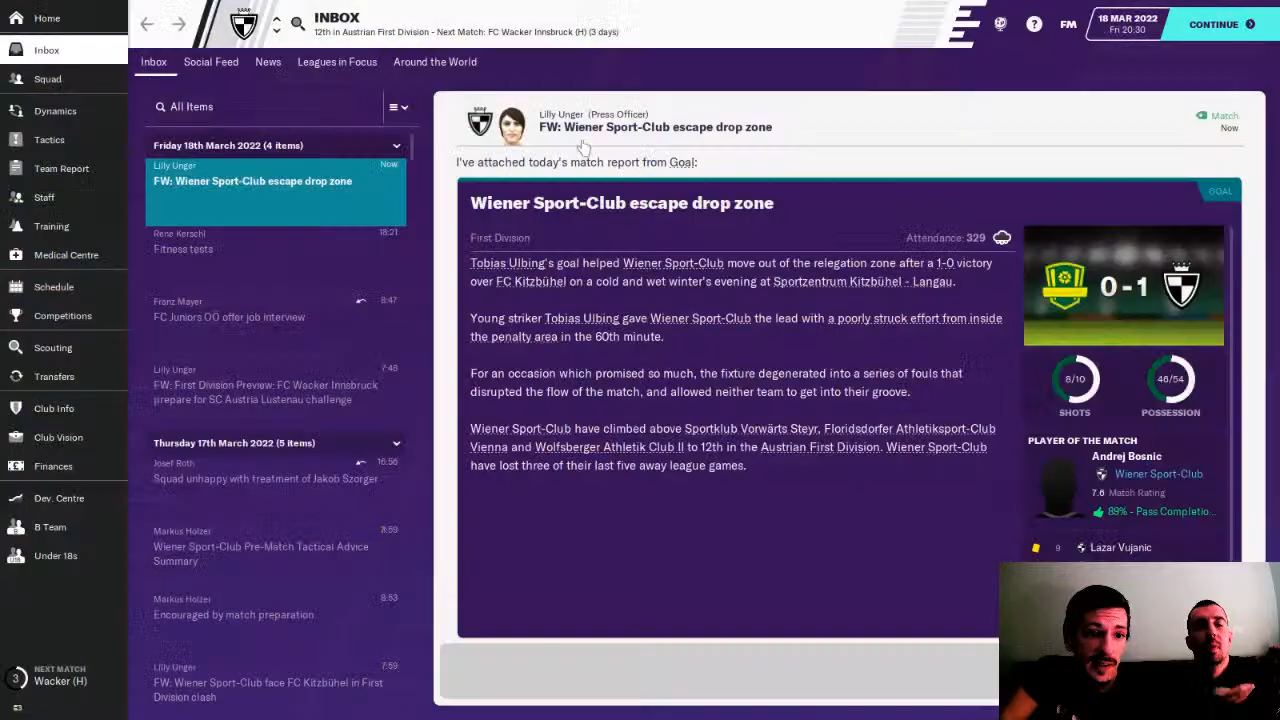 INBOX
12th in Austrian First Division - Next Match: FC Wacker Innsbruck (H) (3 days)
FM
18 MAR 2022
Fri 20:30
CONTINUE
Home
Inbox
Squad
Dynamics
Tactics
Team Report
Staff
Training
Medical Centre
Schedule
Competitions
Scouting
Transfers
Club Info
Club Vision
Finances
Dev. Centre
B Team
Under 18s
NEXT MATCH
3 Wacker (H)
Inbox Social Feed News Leagues in Focus Around the World
All Items
Friday 18th March 2022 (4 items)
Lilly Unger Now
FW: Wiener Sport-Club escape drop zone
Rene Kerschl 18:21
Fitness tests
Franz Mayer 8:47
FC Juniors OÖ offer job interview
Lilly Unger 7:48
FW: First Division Preview: FC Wacker Innsbruck
prepare for SC Austria Lustenau challenge
Thursday 17th March 2022 (5 items)
Josef Roth 16:56
Squad unhappy with treatment of Jakob Szorger
Markus Holzer 7:59
Wiener Sport-Club Pre-Match Tactical Advice
Summary
Markus Holzer 8:53
Encouraged by match preparation
Lilly Unger 7:59
FW: Wiener Sport-Club face FC Kitzbühel in First
Division clash
Lilly Unger (Press Officer)
FW: Wiener Sport-Club escape drop zone
Match
Now
I've attached today's match report from Goal:
GOAL
Wiener Sport-Club escape drop zone
First Division Attendance: 329
Tobias Ulbing's goal helped Wiener Sport-Club move out of the relegation zone after a 1-0 victory
over FC Kitzbühel on a cold and wet winter's evening at Sportzentrum Kitzbühel - Langau.
Young striker Tobias Ulbing gave Wiener Sport-Club the lead with a poorly struck effort from inside
the penalty area in the 60th minute.
For an occasion which promised so much, the fixture degenerated into a series of fouls that
disrupted the flow of the match, and allowed neither team to get into their groove.
Wiener Sport-Club have climbed above Sportklub Vorwärts Steyr, Floridsdorfer Athletiksport-Club
Vienna and Wolfsberger Athletik Club II to 12th in the Austrian First Division. Wiener Sport-Club
have lost three of their last five away league games.
0-1
8/10
SHOTS
46/54
POSSESSION
PLAYER OF THE MATCH
Andrej Bosnic
Wiener Sport-Club
7.6 Match Rating
89% - Pass Completio...
9 Lazar Vujanic